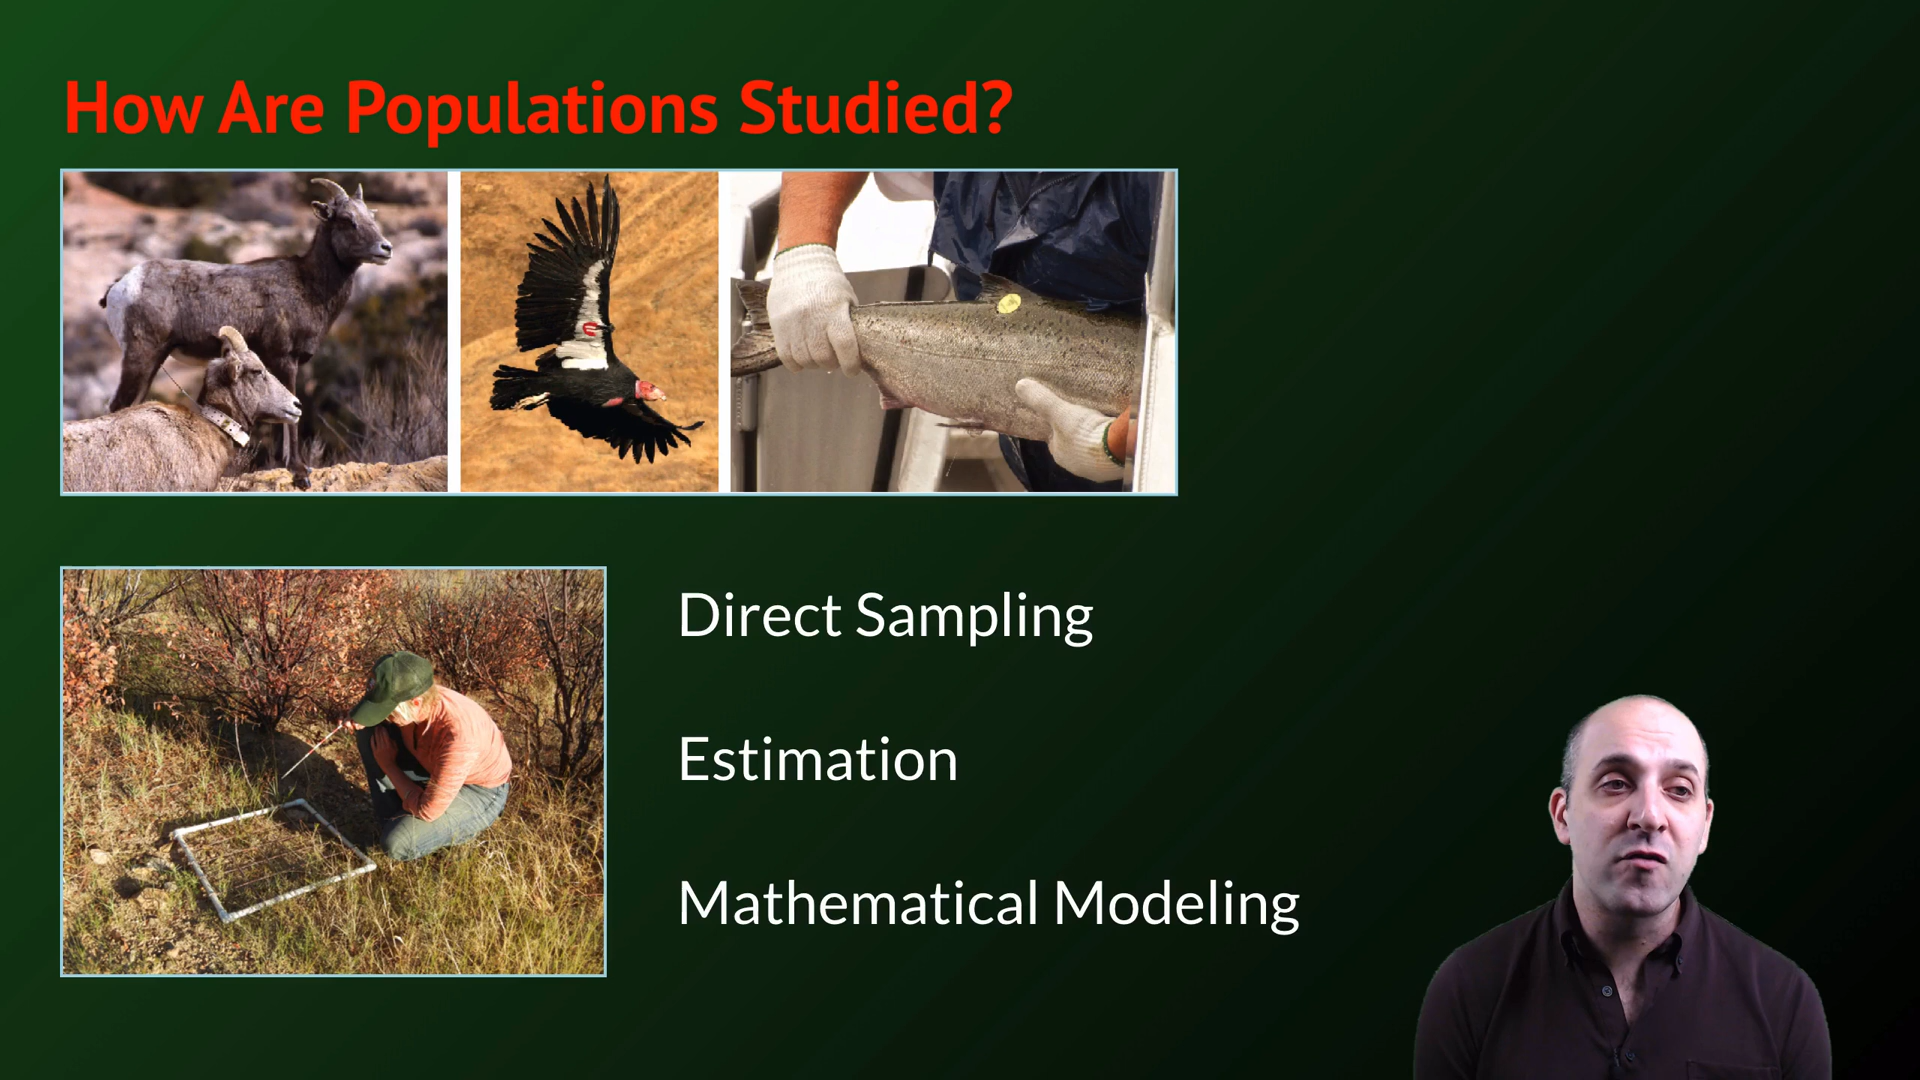 How Are Populations Studied?
Direct Sampling
Estimation
Mathematical Modeling